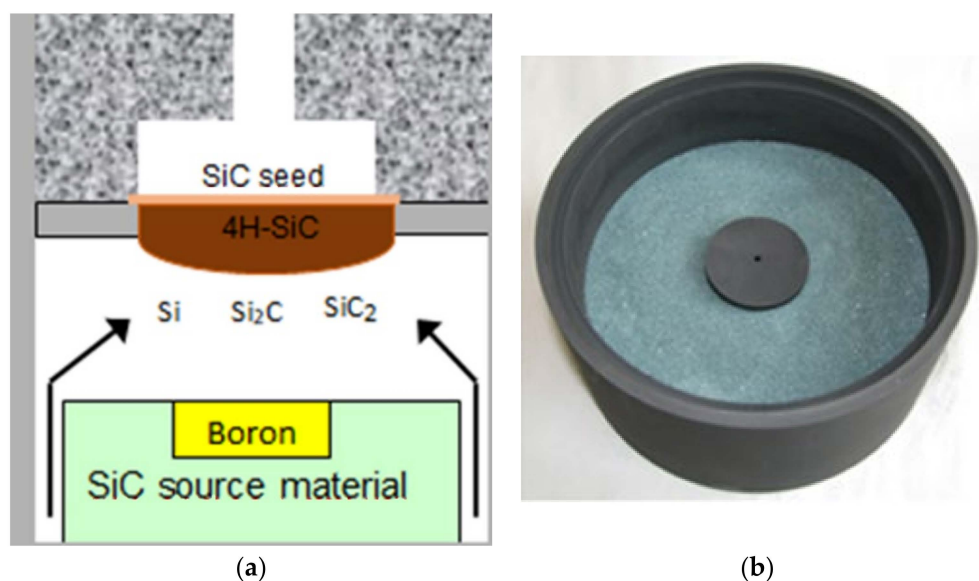 SiC seed
4H-SiC
Si Si₂C SiC₂
Boron
SiC source material
(a) (b)